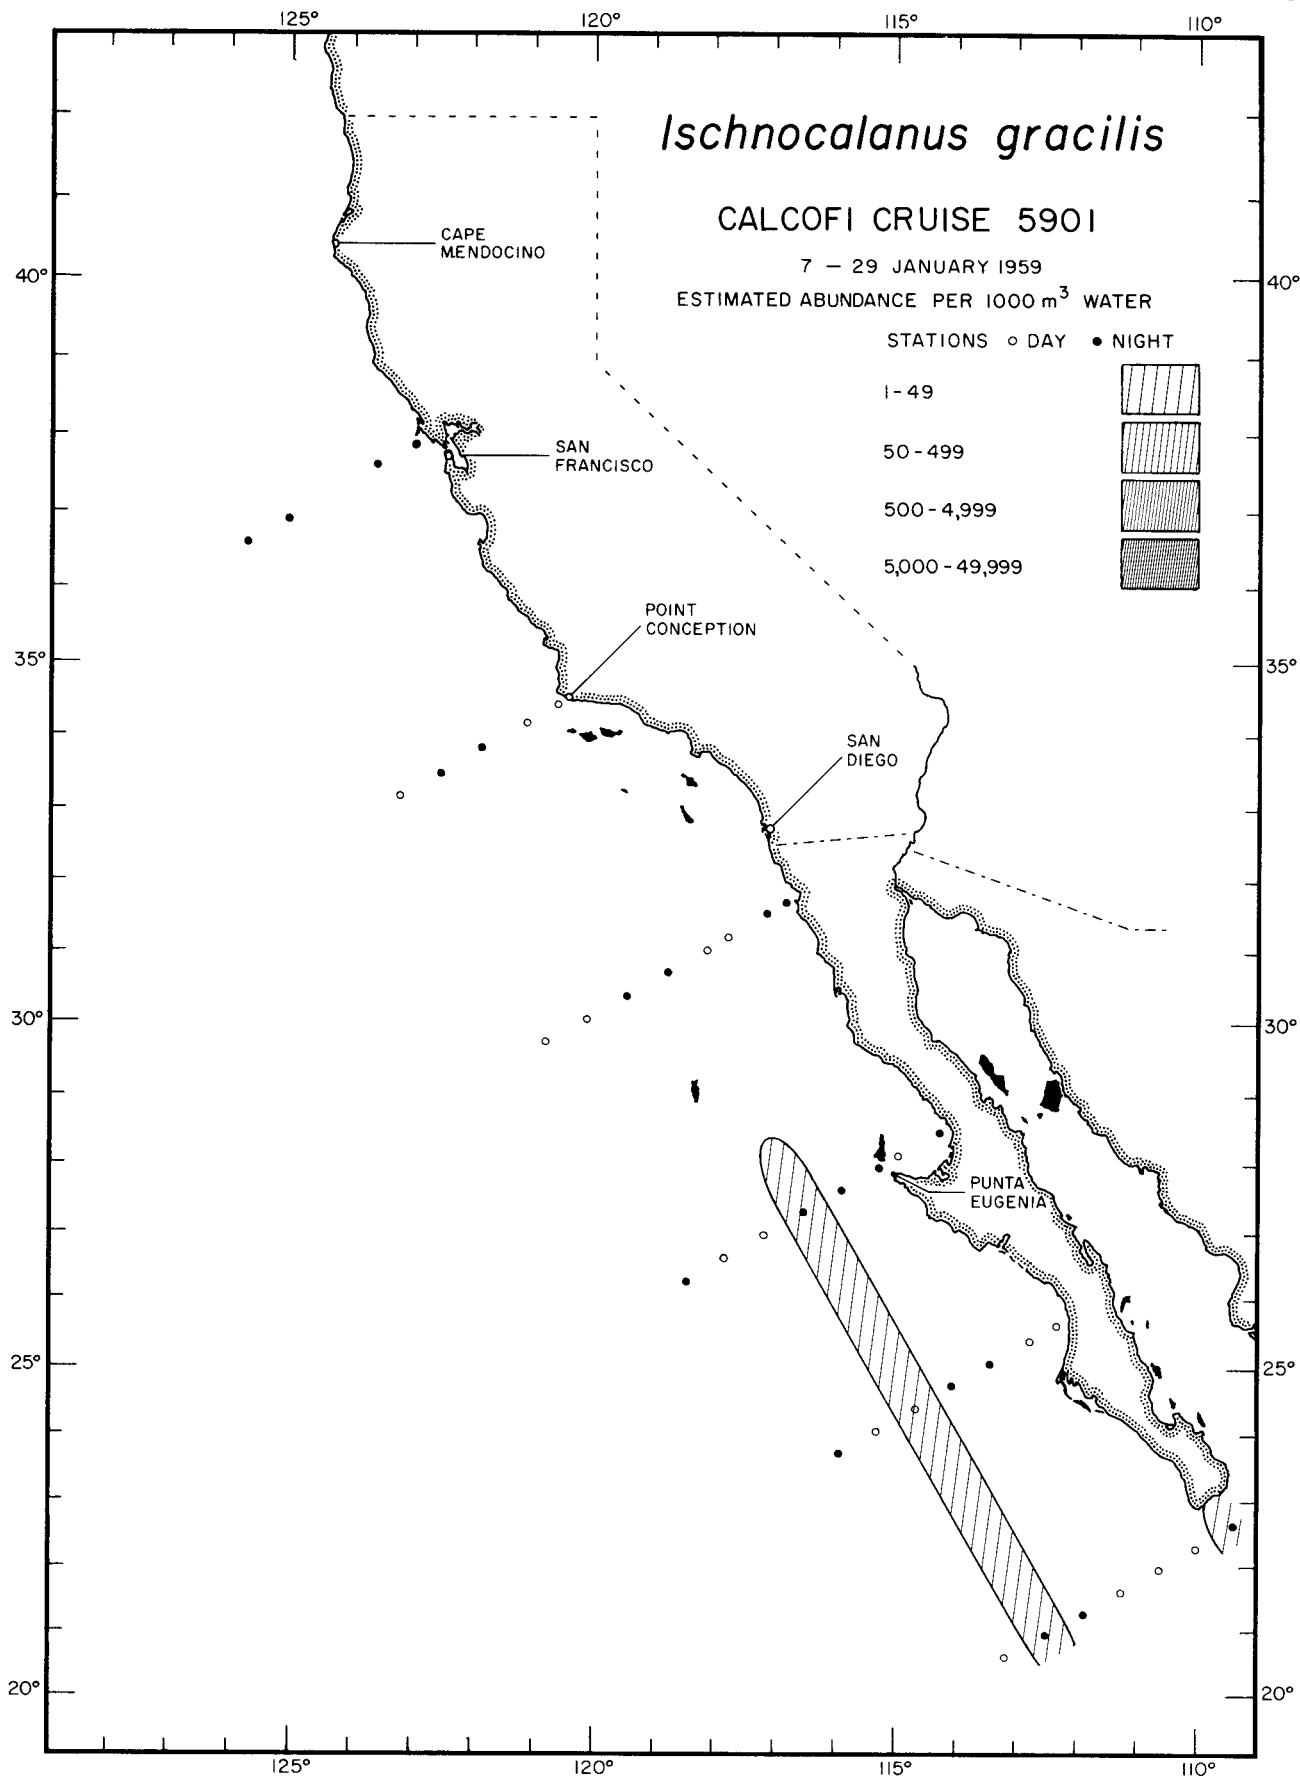 125° 120° 115° 110°
Ischnocalanus gracilis
CALCOFI CRUISE 5901
7 – 29 JANUARY 1959
ESTIMATED ABUNDANCE PER 1000 m³ WATER
STATIONS ○ DAY ● NIGHT
1-49
50-499
500-4,999
5,000-49,999
CAPE
MENDOCINO
40° 40°
SAN
FRANCISCO
POINT
CONCEPTION
35° 35°
SAN
DIEGO
30° 30°
PUNTA
EUGENIA
25° 25°
20° 20°
125° 120° 115° 110°